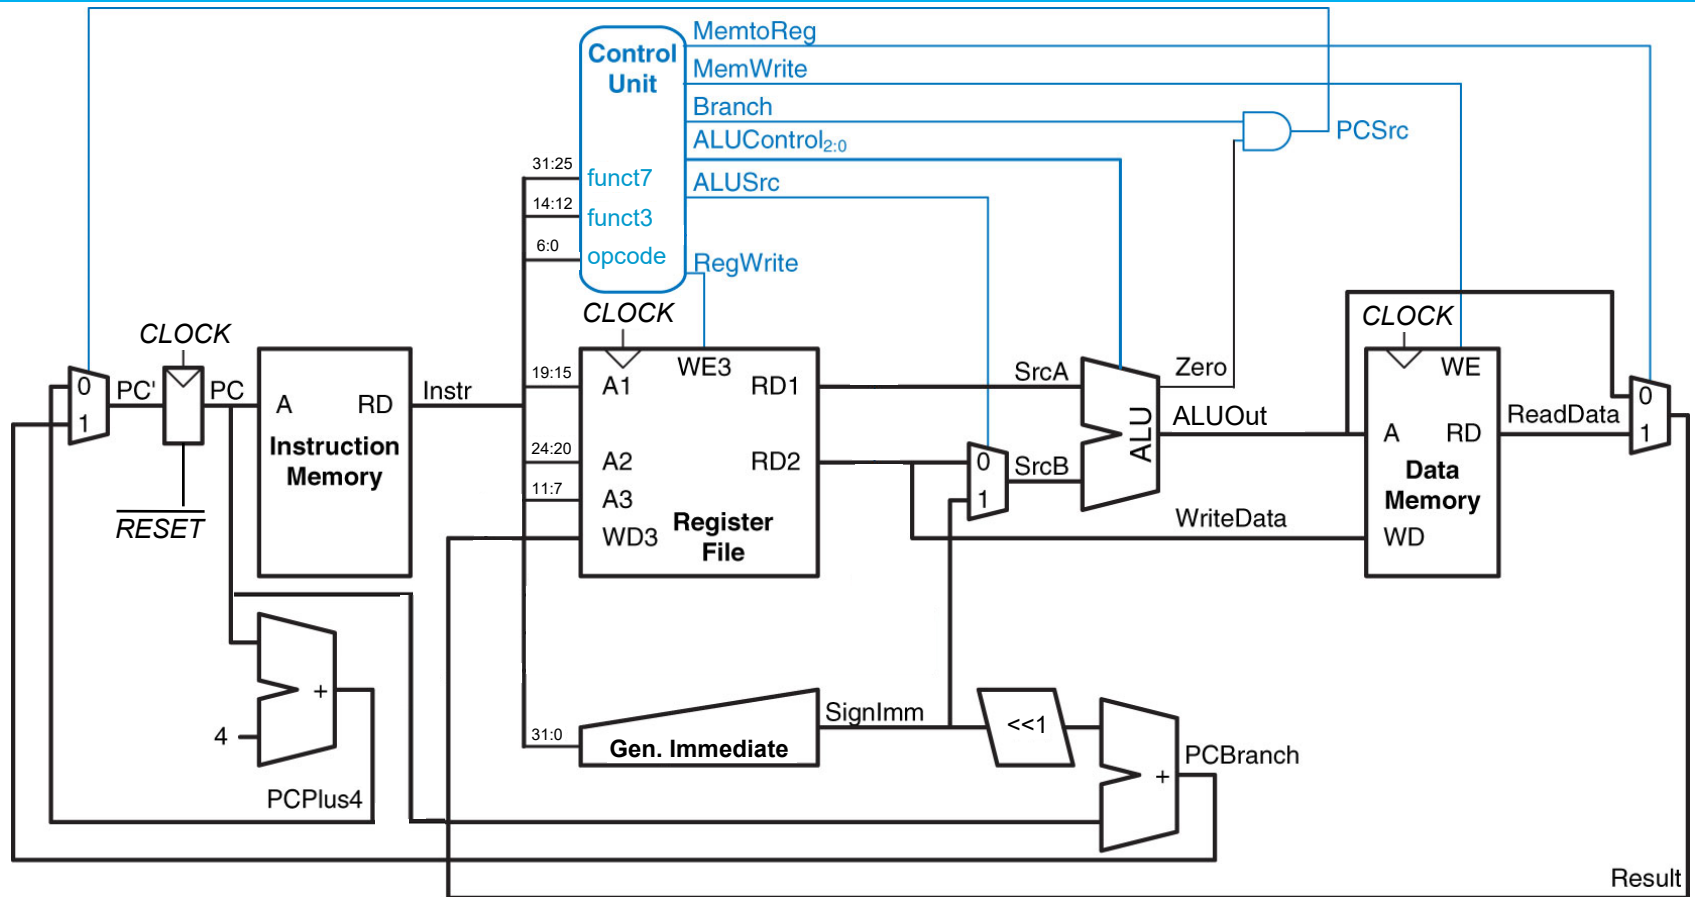 MemtoReg
Control
Unit
MemWrite
Branch
PCSrc
ALUControl2:0
31:25
funct7
ALUSrc
14:12
funct3
6:0
opcode
RegWrite
CLOCK
CLOCK
CLOCK
0
1
PC'
PC
A
RD
Instruction
Memory
RESET
Instr
19:15
A1
WE3
RD1
24:20
A2
RD2
11:7
A3
WD3
Register
File
SrcA
0
1
SrcB
ALU
Zero
ALUOut
WriteData
WE
A
RD
Data
Memory
WD
ReadData
0
1
+
4
PCPlus4
31:0
Gen. Immediate
SignImm
<<1
+
PCBranch
Result